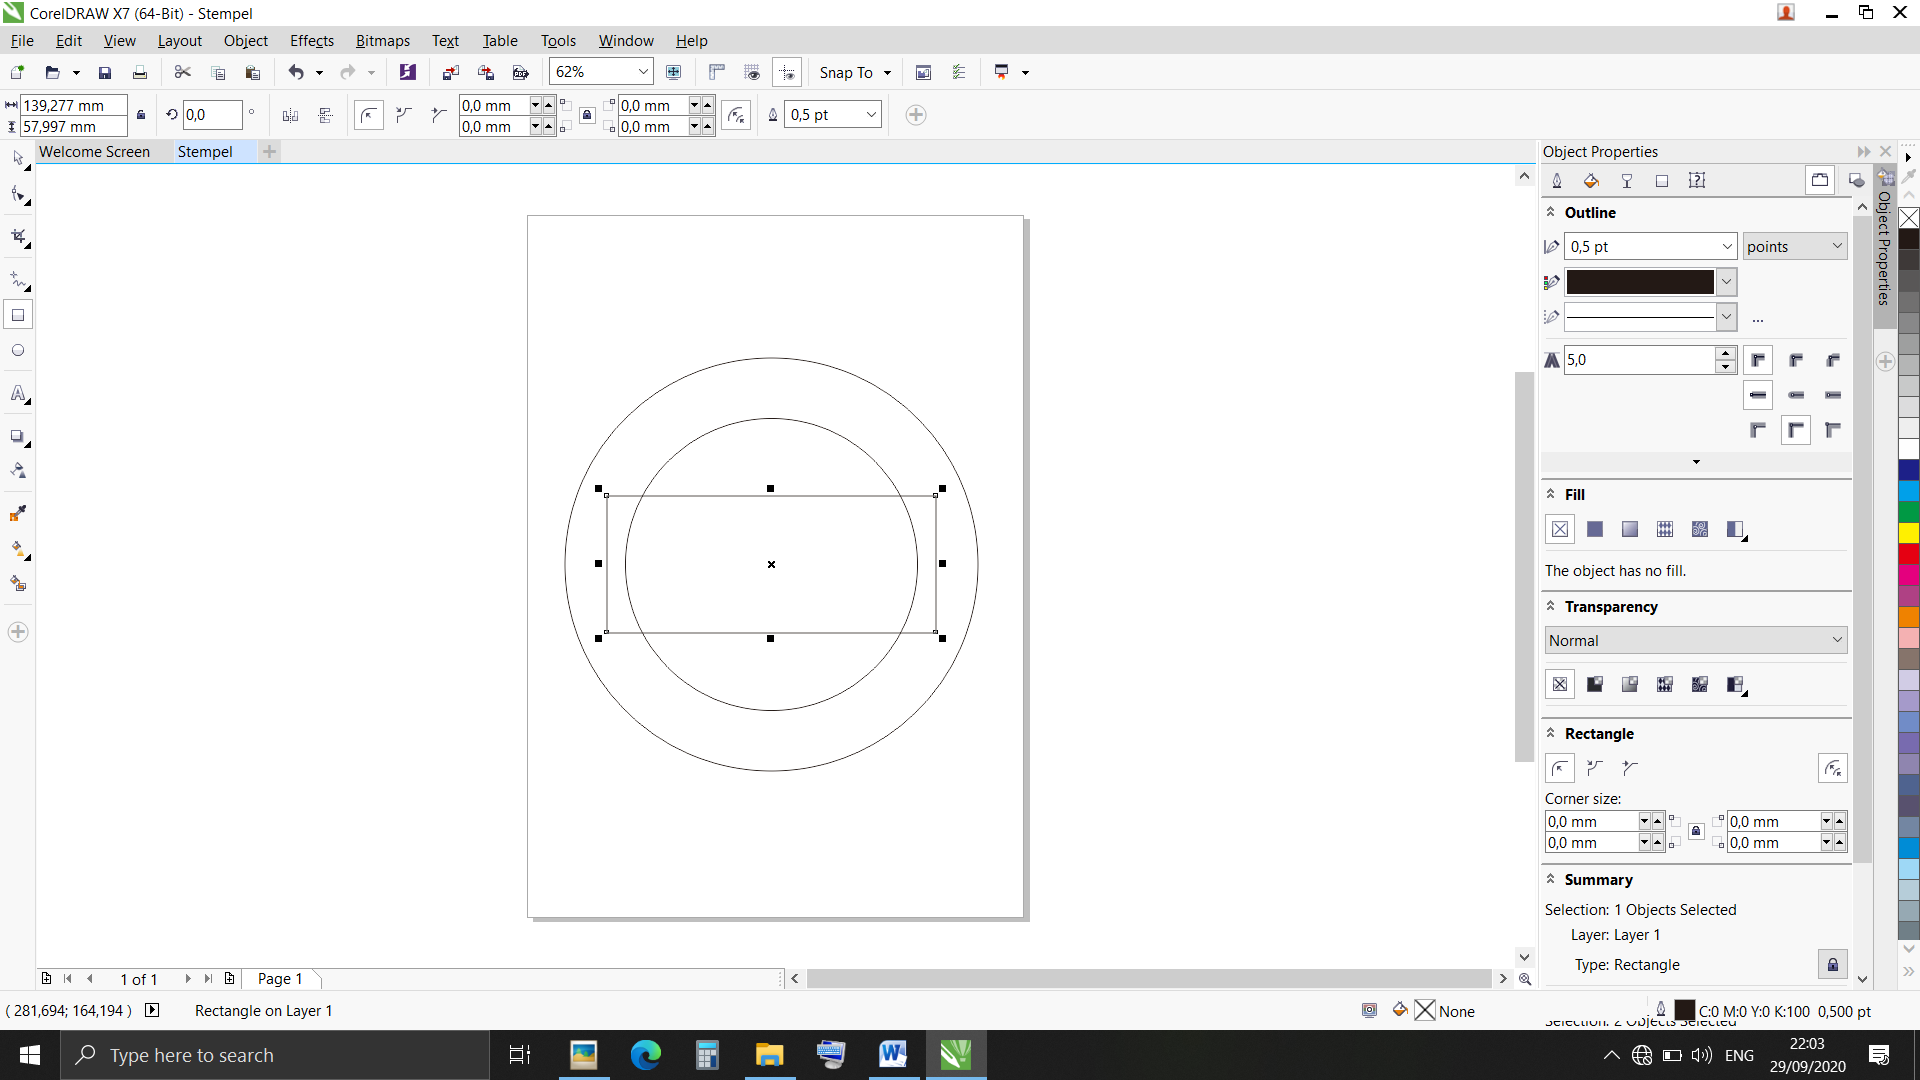 CorelDRAW X7 (64-Bit) - Stempel
File Edit View Layout Object Effects Bitmaps Text Table Tools Window Help
62% Snap To
139,277 mm
57,997 mm
0,0 °
0,0 mm 0,0 mm
0,0 mm 0,0 mm
0,5 pt
Welcome Screen Stempel
Object Properties
Object Properties
Outline
0,5 pt points
...
5,0
Fill
The object has no fill.
Transparency
Normal
Rectangle
Corner size:
0,0 mm 0,0 mm
0,0 mm 0,0 mm
Summary
Selection: 1 Objects Selected
Layer: Layer 1
Type: Rectangle
1 of 1 Page 1
( 281,694; 164,194 ) Rectangle on Layer 1 None C:0 M:0 Y:0 K:100 0,500 pt
Selection: 2 Objects Selected
Type here to search
ENG
22:03
29/09/2020